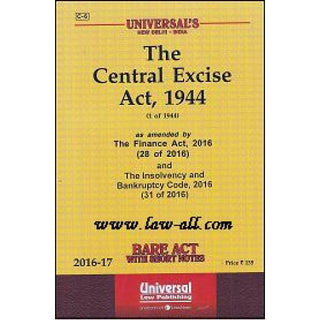 C-6
UNIVERSAL'S
NEW DELHI - INDIA
The
Central Excise
Act, 1944
(1 of 1944)
as amended by
The Finance Act, 2016
(28 of 2016)
and
The Insolvency and
Bankruptcy Code, 2016
(31 of 2016)
www.law-all.com
BARE ACT
2016-17 WITH SHORT NOTES
Universal
Law Publishing